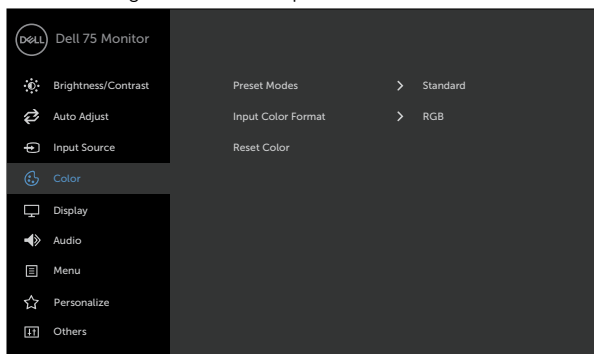 DELL Dell 75 Monitor
Brightness/Contrast
Auto Adjust
Input Source
Color
Display
Audio
Menu
Personalize
Others
Preset Modes > Standard
Input Color Format > RGB
Reset Color